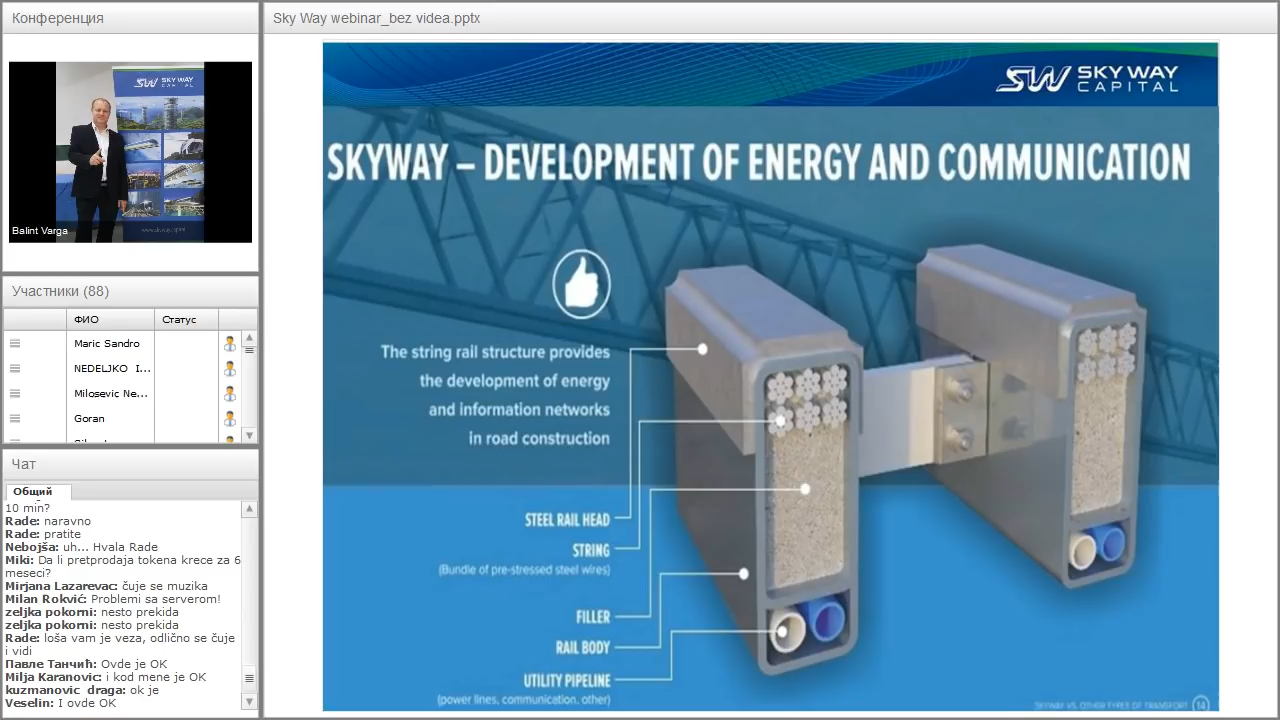 Конференция
SKY WAY
CAPITAL
Balint Varga
Участники (88)
ФИО
Статус
Maric Sandro
NEDELJKO I...
Milosevic Ne...
Goran
Чат
Общий
10 min?
Rade: naravno
Rade: pratite
Nebojša: uh... Hvala Rade
Miki: Da li pretprodaja tokena krece za 6
meseci?
Mirjana Lazarevac: čuje se muzika
Milan Rokvić: Problemi sa serverom!
zeljka pokorni: nesto prekida
zeljka pokorni: nesto prekida
Rade: loša vam je veza, odlično se čuje
i vidi
Павле Танчић: Ovde je OK
Milja Karanovic: i kod mene je OK
kuzmanovic draga: ok je
Veselin: I ovde OK
Sky Way webinar_bez videa.pptx
SW SKY WAY
CAPITAL
SKYWAY – DEVELOPMENT OF ENERGY AND COMMUNICATION
The string rail structure provides
the development of energy
and information networks
in road construction
STEEL RAIL HEAD
STRING
(Bundle of pre-stressed steel wires)
FILLER
RAIL BODY
UTILITY PIPELINE
(power lines, communication, other)
SKYWAY VS. OTHER TYPES OF TRANSPORT 14